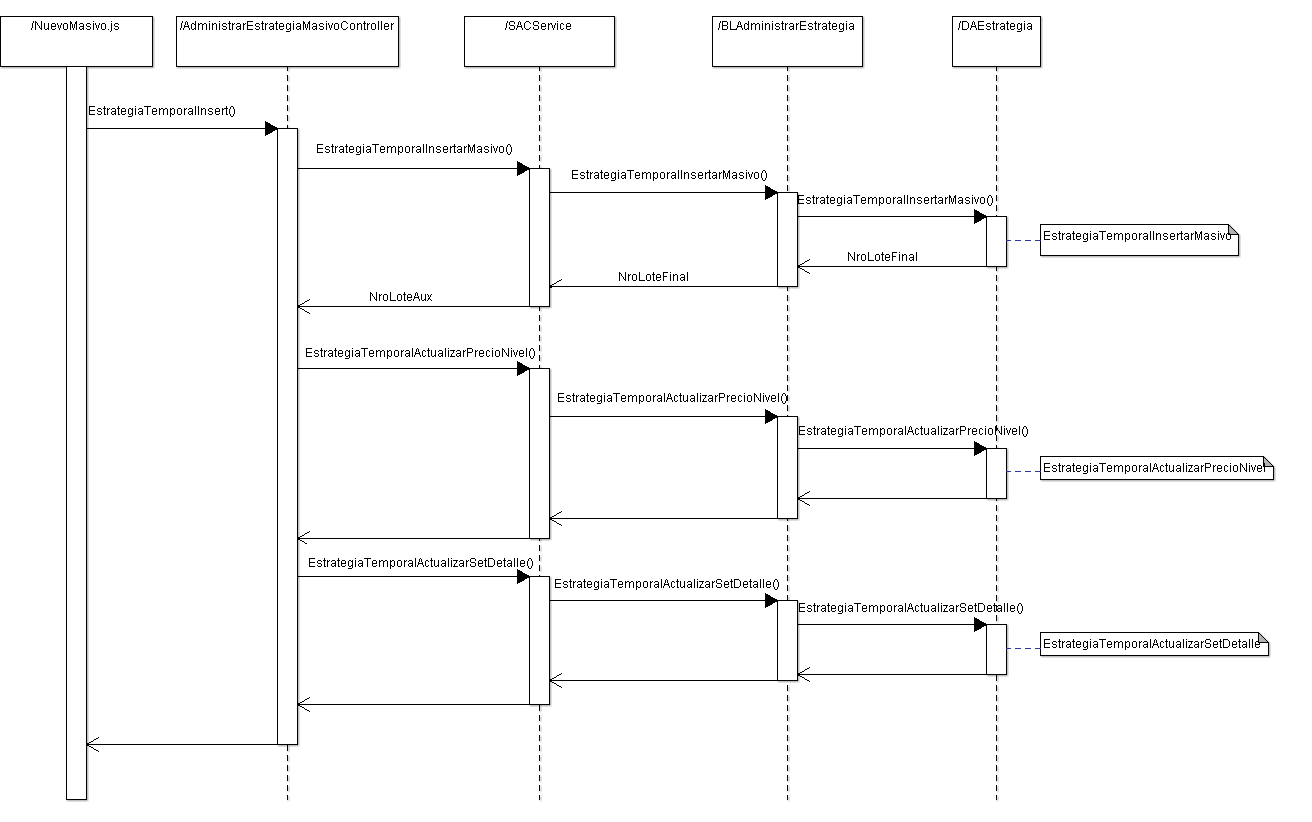 /NuevoMasivo.js
/AdministrarEstrategiaMasivoController
/SACService
/BLAdministrarEstrategia
/DAEstrategia
EstrategiaTemporalInsert()
EstrategiaTemporalInsertarMasivo()
EstrategiaTemporalInsertarMasivo()
EstrategiaTemporalInsertarMasivo()
EstrategiaTemporalInsertarMasivo
NroLoteFinal
NroLoteFinal
NroLoteAux
EstrategiaTemporalActualizarPrecioNivel()
EstrategiaTemporalActualizarPrecioNivel()
EstrategiaTemporalActualizarPrecioNivel()
EstrategiaTemporalActualizarPrecioNivel
EstrategiaTemporalActualizarSetDetalle()
EstrategiaTemporalActualizarSetDetalle()
EstrategiaTemporalActualizarSetDetalle()
EstrategiaTemporalActualizarSetDetalle